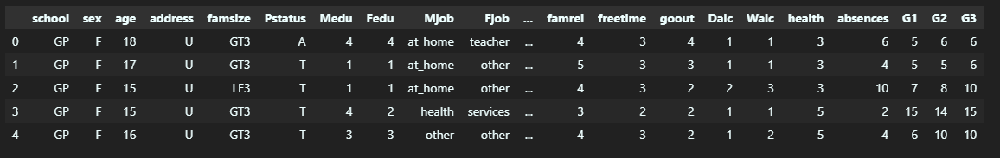 school sex age address famsize Pstatus Medu Fedu Mjob Fjob ... famrel freetime goout Dalc Walc health absences G1 G2 G3
0 GP F 18 U GT3 A 4 4 at_home teacher ... 4 3 4 1 1 3 6 5 6 6
1 GP F 17 U GT3 T 1 1 at_home other ... 5 3 3 1 1 3 4 5 5 6
2 GP F 15 U LE3 T 1 1 at_home other ... 4 3 2 2 3 3 10 7 8 10
3 GP F 15 U GT3 T 4 2 health services ... 3 2 2 1 1 5 2 15 14 15
4 GP F 16 U GT3 T 3 3 other other ... 4 3 2 1 2 5 4 6 10 10